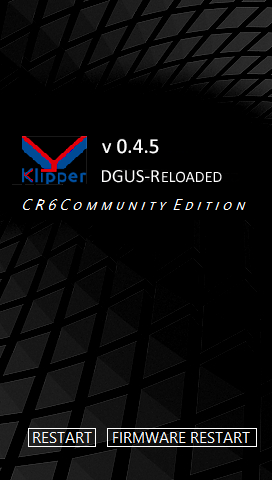 v 0.4.5
Klipper
DGUS-RELOADED
CR6COMMUNITY EDITION
RESTART
FIRMWARE RESTART